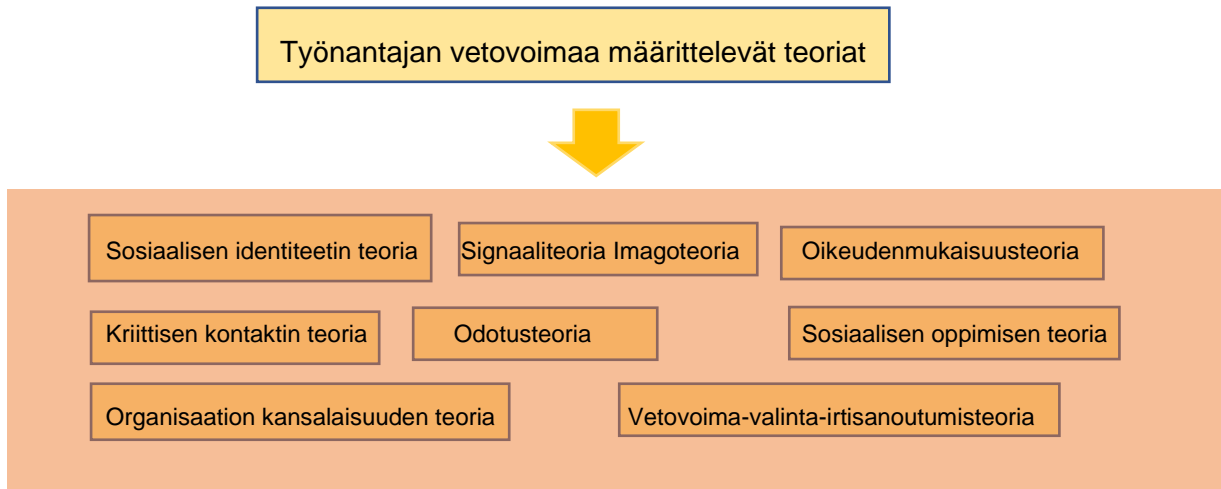 Työnantajan vetovoimaa määrittelevät teoriat
Sosiaalisen identiteetin teoria
Signaaliteoria Imagoteoria
Oikeudenmukaisuusteoria
Kriittisen kontaktin teoria
Odotusteoria
Sosiaalisen oppimisen teoria
Organisaation kansalaisuuden teoria
Vetovoima-valinta-irtisanoutumisteoria